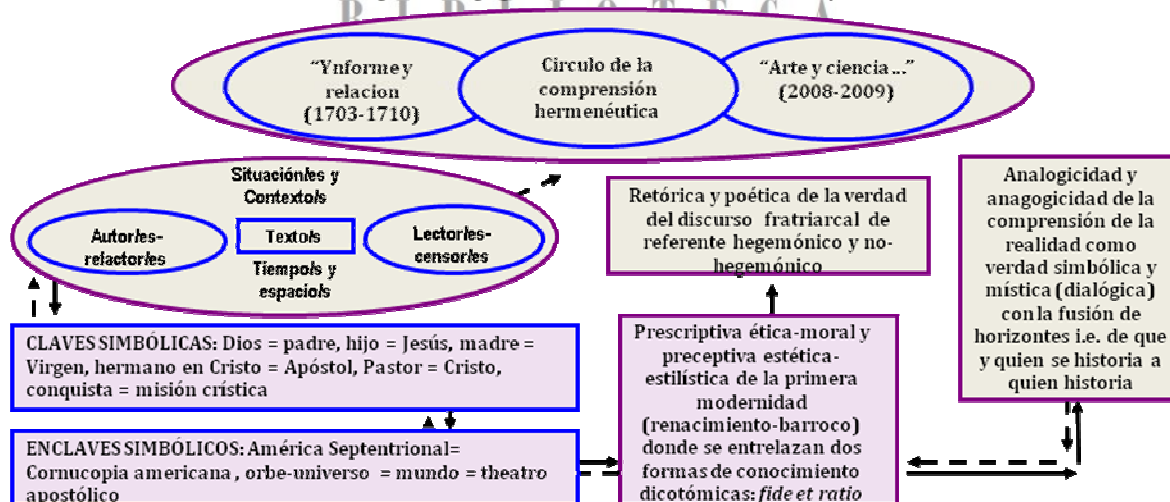 BIBLIOTECA
“Ynforme y
relacion
(1703-1710)
Circulo de la
comprensión
hermenéutica
“Arte y ciencia ...”
(2008-2009)
Situación/es y
Contexto/s
Autor/es-
relactor/es
Texto/s
Lector/es-
censor/es
Tiempo/s y
espacio/s
Retórica y poética de la verdad
del discurso fratriarcal de
referente hegemónico y no-
hegemónico
Analogicidad y
anagogicidad de la
comprensión de la
realidad como
verdad simbólica y
mística (dialógica)
con la fusión de
horizontes i.e. de que
y quien se historia a
quien historia
CLAVES SIMBÓLICAS: Dios = padre, hijo = Jesús, madre =
Virgen, hermano en Cristo = Apóstol, Pastor = Cristo,
conquista = misión crística
Prescriptiva ética-moral y
preceptiva estética-
estilística de la primera
modernidad
(renacimiento-barroco)
donde se entrelazan dos
formas de conocimiento
dicotómicas: fide et ratio
ENCLAVES SIMBÓLICOS: América Septentrional=
Cornucopia americana , orbe-universo = mundo = theatro
apostólico